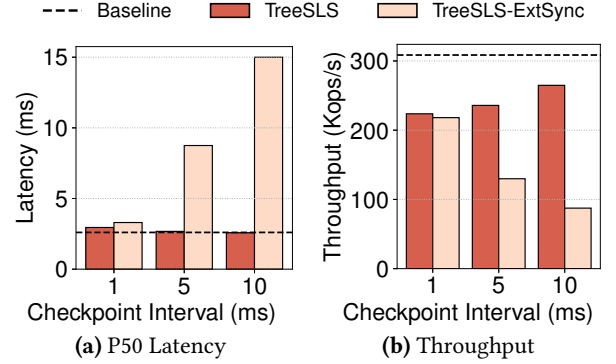 Baseline TreeSLS TreeSLS-ExtSync
Latency (ms)
15
10
5
0
1 5 10
Checkpoint Interval (ms)
(a) P50 Latency
Throughput (Kops/s)
300
200
100
0
1 5 10
Checkpoint Interval (ms)
(b) Throughput